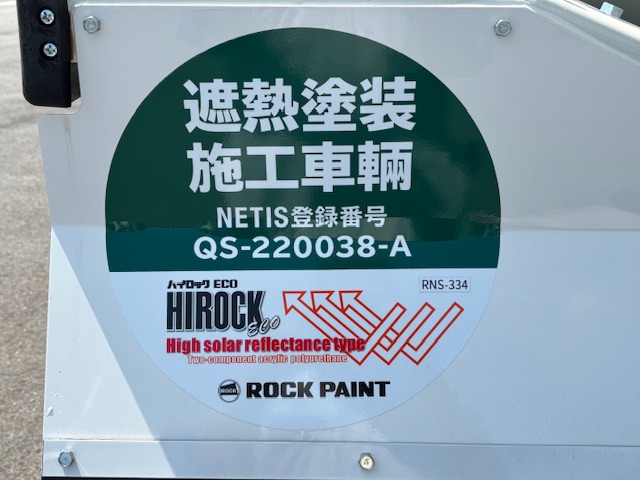 遮熱塗装
施工車輌
NETIS登録番号
QS-220038-A
ハイロック ECO
RNS-334
HIROCK
ECO
High solar reflectance type
Two-component acrylic polyurethane
ROCK
ROCK PAINT